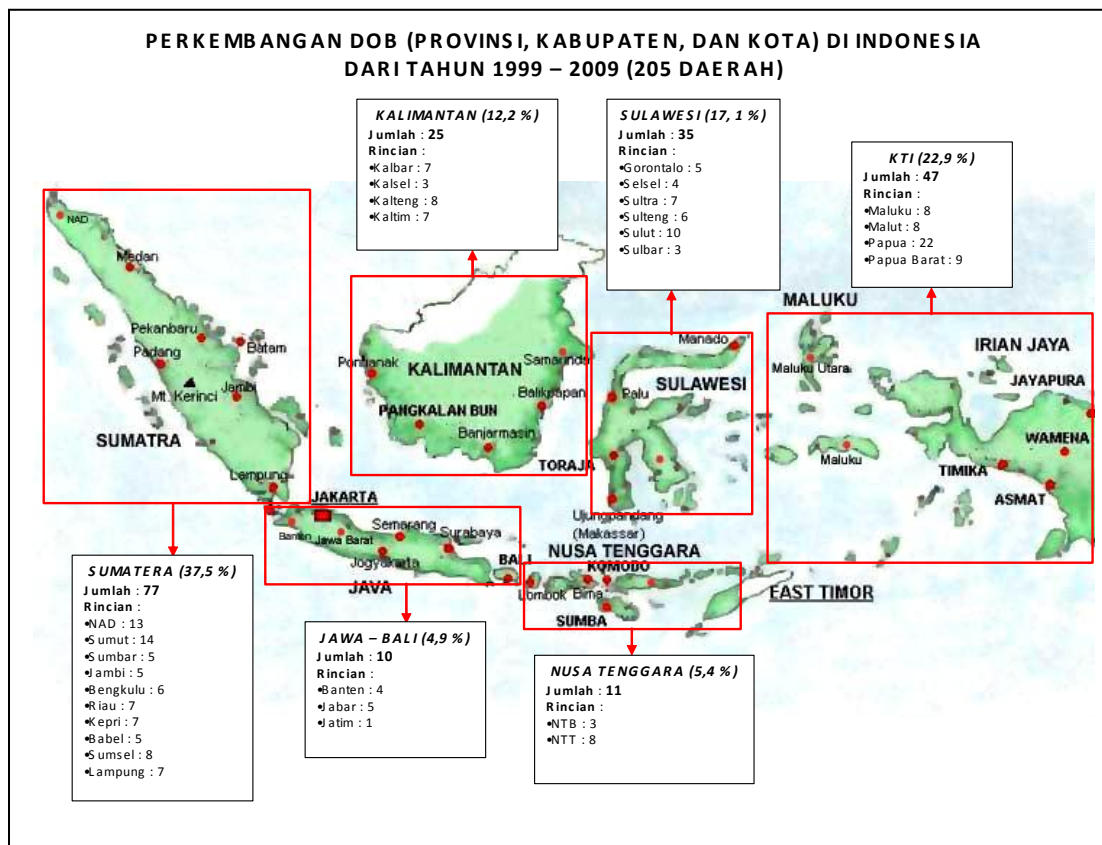 PERKEMBANGAN DOB (PROVINSI, KABUPATEN, DAN KOTA) DI INDONESIA
DARI TAHUN 1999 – 2009 (205 DAERAH)
KALIMANTAN (12,2 %)
Jumlah : 25
Rincian :
•Kalbar : 7
•Kalsel : 3
•Kalteng : 8
•Kaltim : 7
SULAWESI (17, 1 %)
Jumlah : 35
Rincian :
•Gorontalo : 5
•Selsel : 4
•Sultra : 7
•Sulteng : 6
•Sulut : 10
•Sulbar : 3
KTI (22,9 %)
Jumlah : 47
Rincian :
•Maluku : 8
•Malut : 8
•Papua : 22
•Papua Barat : 9
NAD
Medan
Pekanbaru
Padang
Batam
Mt. Kerinci
Jambi
SUMATRA
Lampung
Pontianak
KALIMANTAN
Samarinda
Balikpapan
PANGKALAN BUN
Banjarmasin
Manado
Palu
SULAWESI
TORAJA
Ujungpandang
(Makassar)
MALUKU
Maluku Utara
Maluku
IRIAN JAYA
JAYAPURA
WAMENA
TIMIKA
ASMAT
JAKARTA
Banten
Jawa Barat
Semarang
Surabaya
Jogyakarta
JAVA
BALI
NUSA TENGGARA
KOMODO
Lombok
Bima
SUMBA
EAST TIMOR
SUMATERA (37,5 %)
Jumlah : 77
Rincian :
•NAD : 13
•Sumut : 14
•Sumbar : 5
•Jambi : 5
•Bengkulu : 6
•Riau : 7
•Kepri : 7
•Babel : 5
•Sumsel : 8
•Lampung : 7
JAWA – BALI (4,9 %)
Jumlah : 10
Rincian :
•Banten : 4
•Jabar : 5
•Jatim : 1
NUSA TENGGARA (5,4 %)
Jumlah : 11
Rincian :
•NTB : 3
•NTT : 8